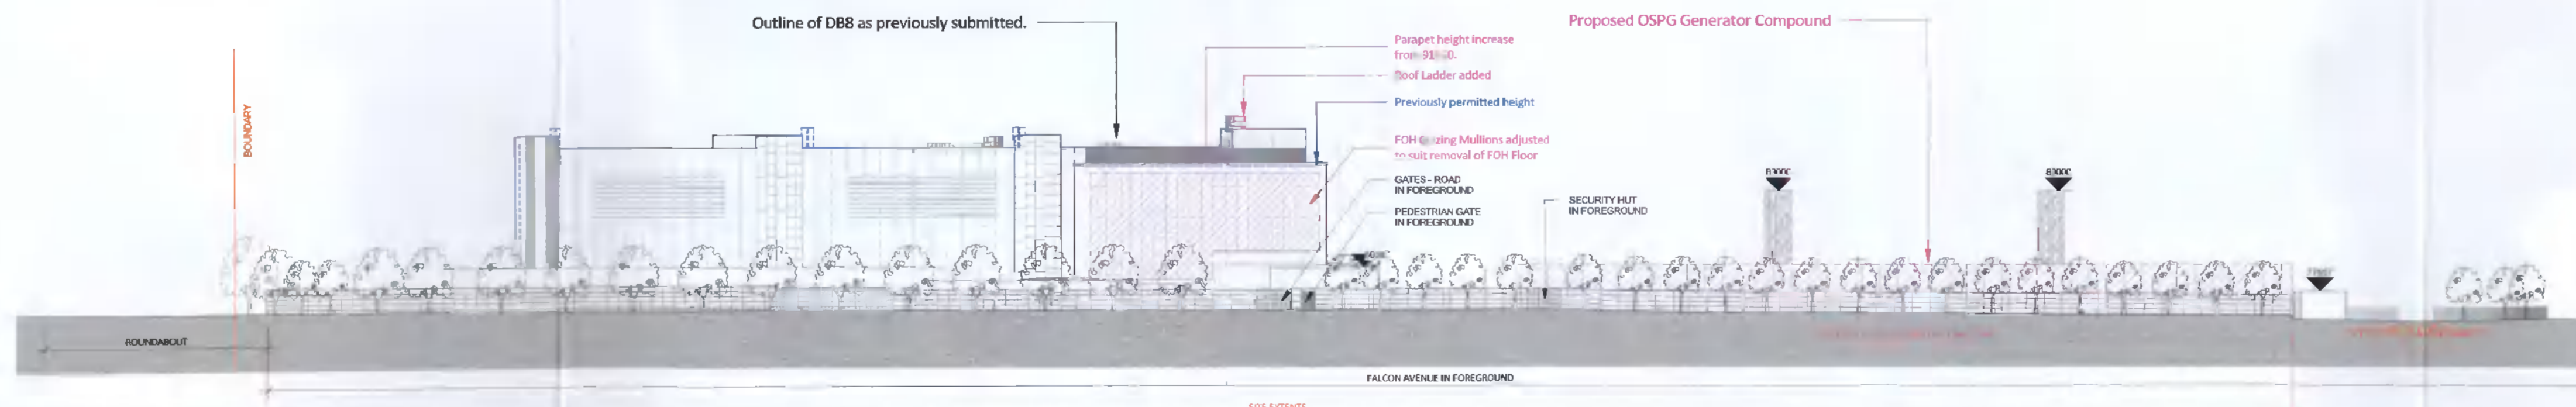 Outline of DB8 as previously submitted.
Proposed OSPG Generator Compound
Parapet height increase
Roof Ladder added
Previously permitted height
FOH Glazing Mullions adjusted
to suit removal of FOH Floor
GATES - ROAD
IN FOREGROUND
PEDESTRIAN GATE
IN FOREGROUND
SECURITY HUT
IN FOREGROUND
BOUNDARY
ROUNDABOUT
FALCON AVENUE IN FOREGROUND